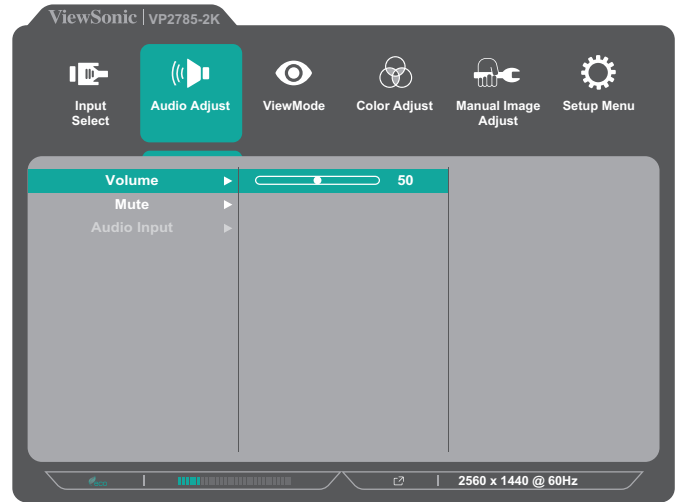 ViewSonic | VP2785-2K
Input
Select
Audio Adjust
ViewMode
Color Adjust
Manual Image
Adjust
Setup Menu
Volume
50
Mute
Audio Input
eco
2560 x 1440 @ 60Hz